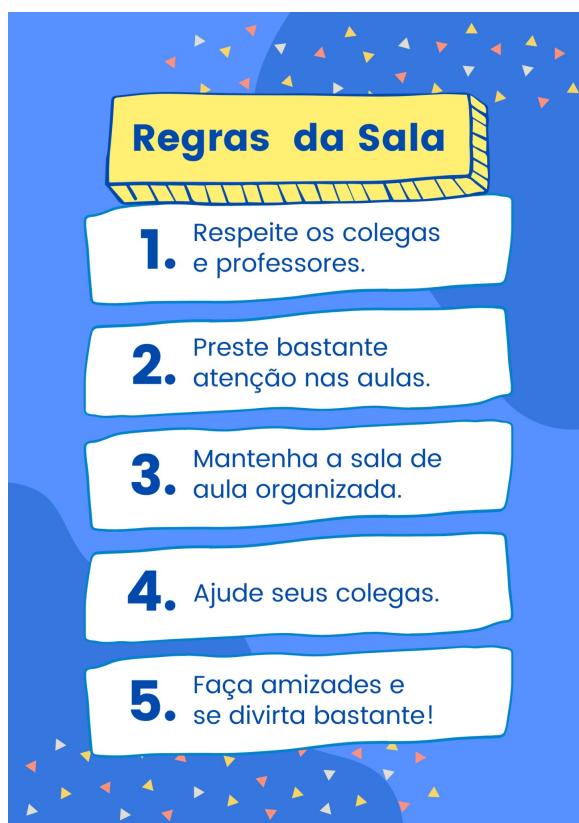 Regras da Sala
1. Respeite os colegas
e professores.
2. Preste bastante
atenção nas aulas.
3. Mantenha a sala de
aula organizada.
4. Ajude seus colegas.
5. Faça amizades e
se divirta bastante!